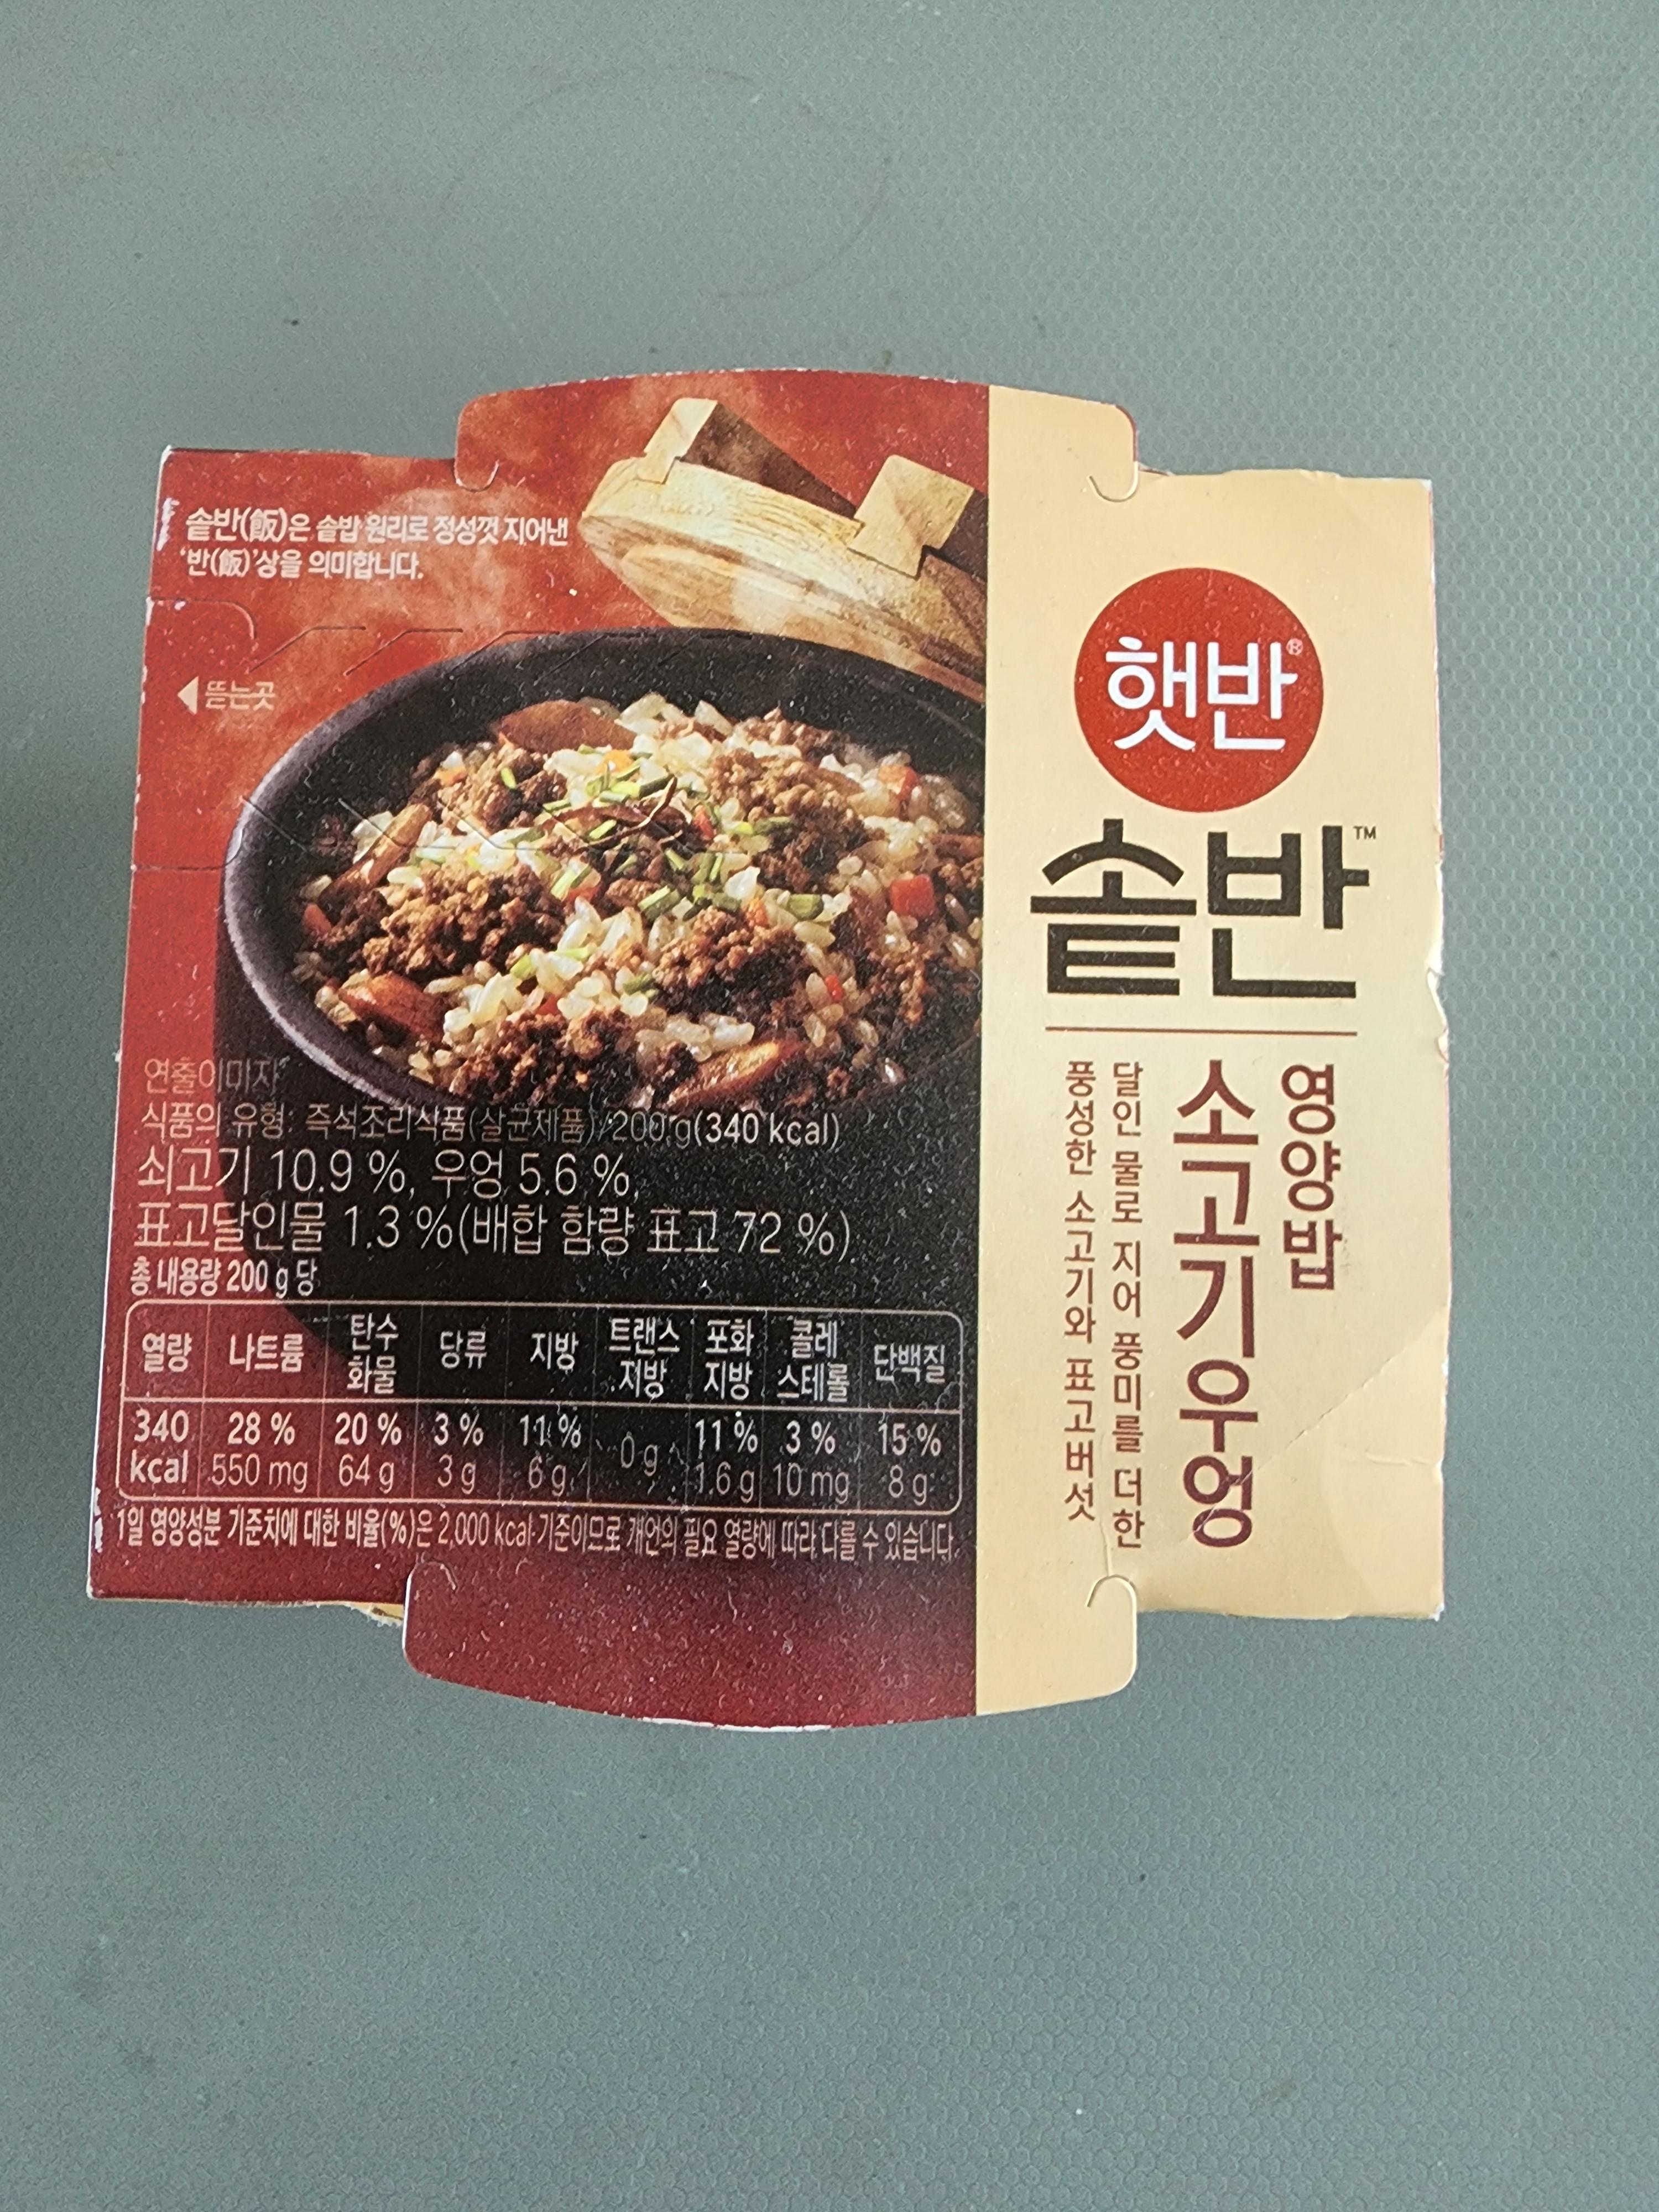 솥반(飯)은 솥밥 원리로 정성껏 지어낸
'반(飯)'상을 의미합니다.
뜯는곳
연출이미지
식품의 유형: 즉석조리식품(살균제품)/200 g(340 kcal)
쇠고기 10.9 %, 우엉 5.6 %,
표고달인물 1.3 %(배합 함량 표고 72 %)
총 내용량 200 g 당
열량 나트륨 탄수화물 당류 지방 트랜스지방 포화지방 콜레스테롤 단백질
340 kcal 28 % 550 mg 20 % 64 g 3 % 3 g 11 % 6 g 0 g 11 % 1.6 g 3 % 10 mg 15 % 8 g
1일 영양성분 기준치에 대한 비율(%)은 2,000 kcal 기준이므로 개인의 필요 열량에 따라 다를 수 있습니다.
햇반®
솥반™
영양밥
소고기우엉
달인 물로 지어 풍미를 더한
풍성한 소고기와 표고버섯